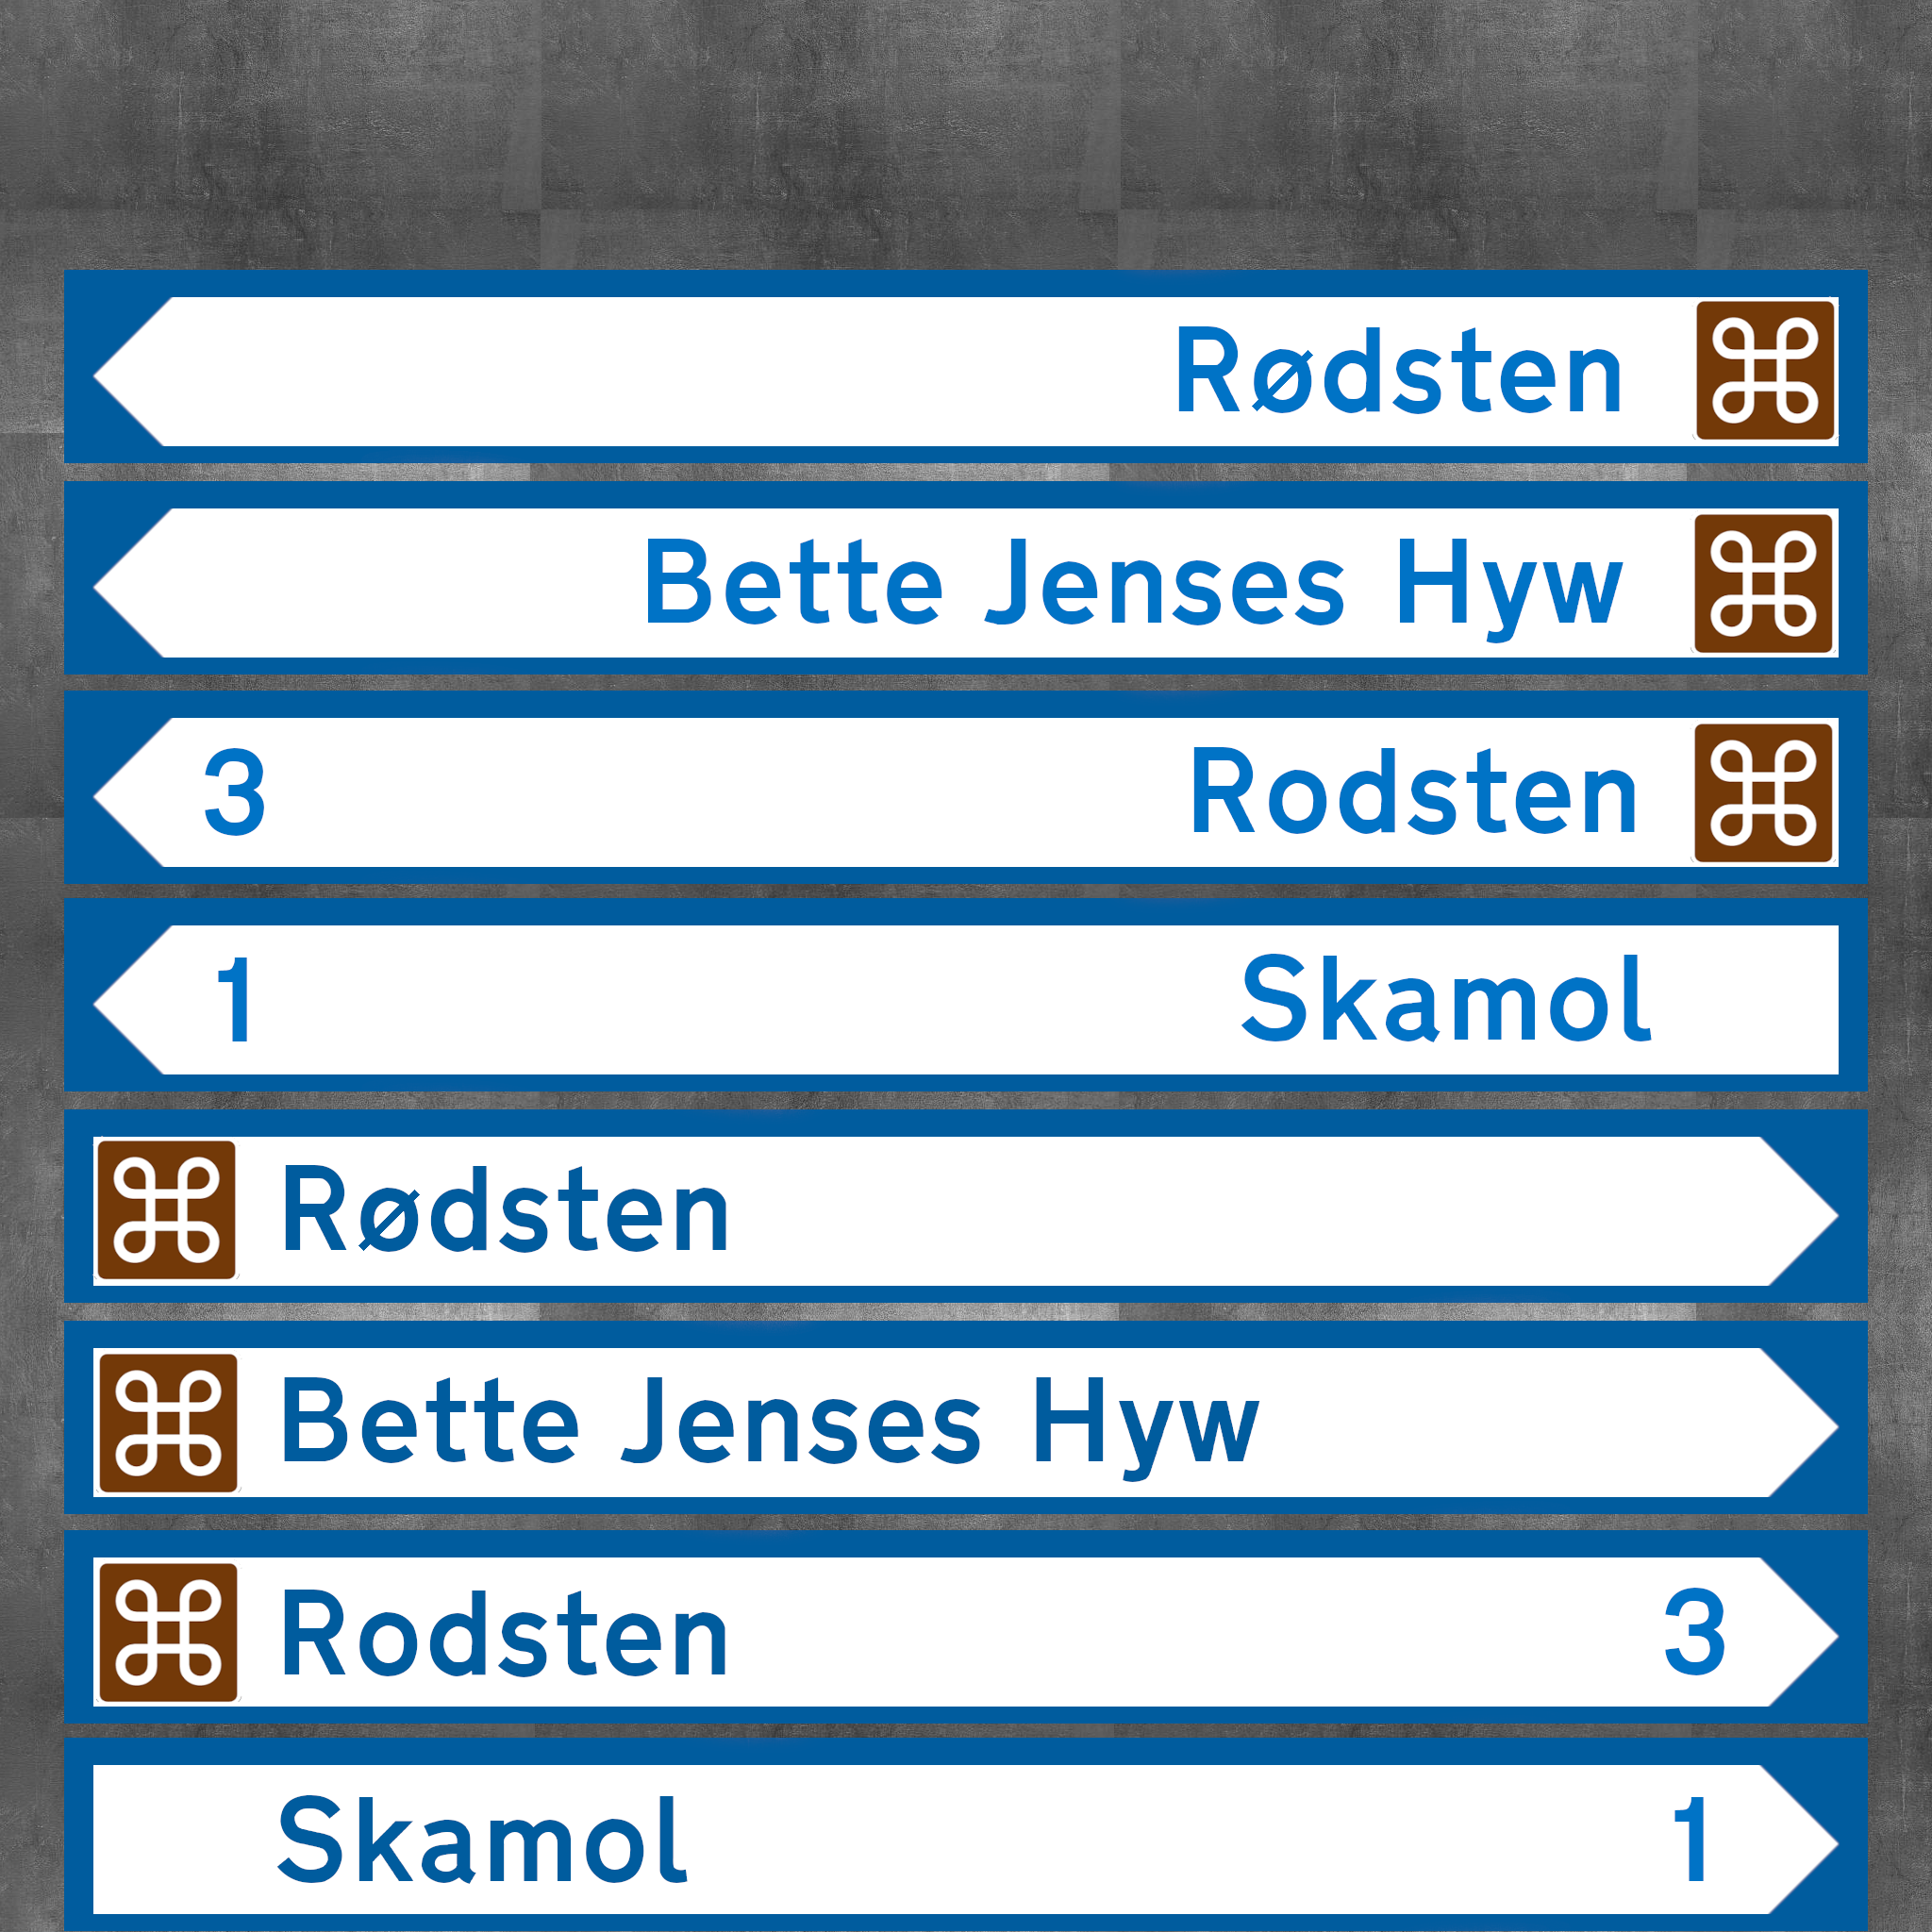 Rødsten
Bette Jenses Hyw
3 Rodsten
1 Skamol
Rødsten
Bette Jenses Hyw
Rodsten 3
Skamol 1